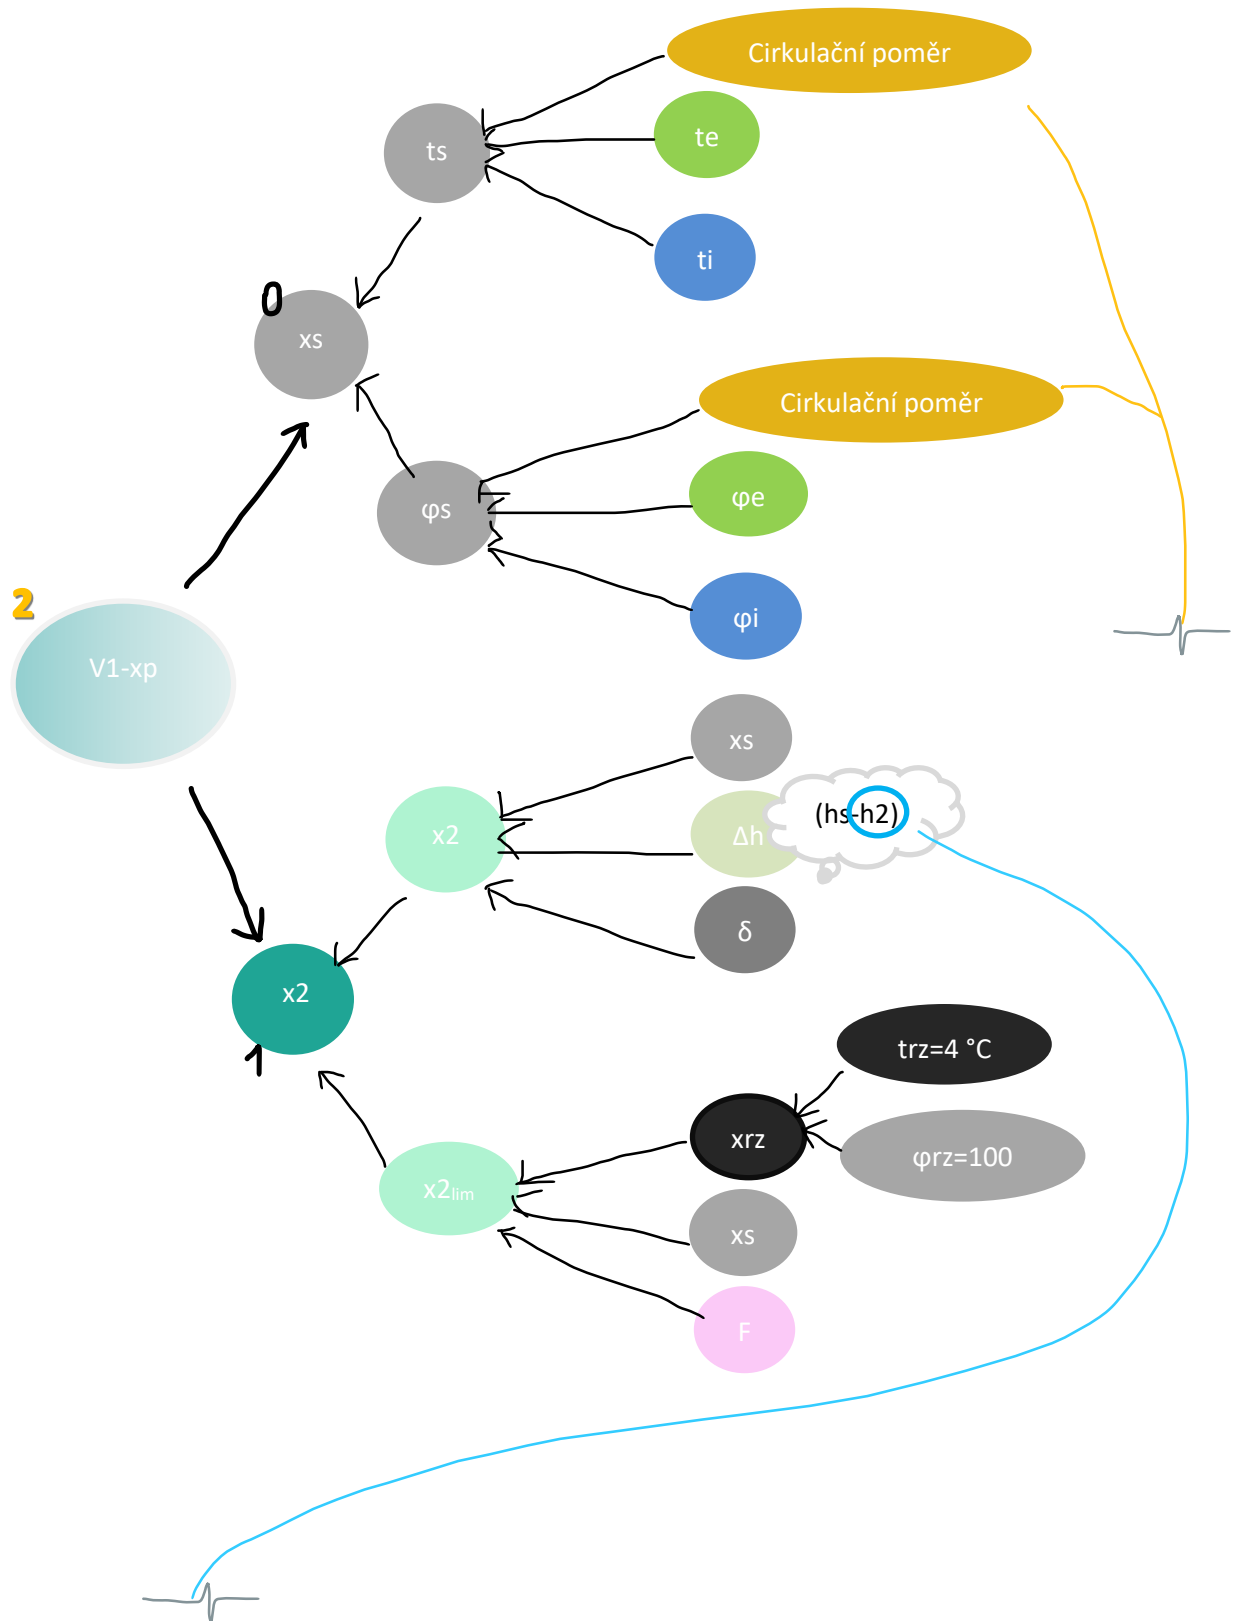 Cirkulační poměr
te
ts
ti
0
xs
Cirkulační poměr
φe
φs
φi
2
V1-xp
xs
(hs-h2)
x2
Δh
δ
x2
1
trz=4 °C
xrz
φrz=100
x2lim
xs
F